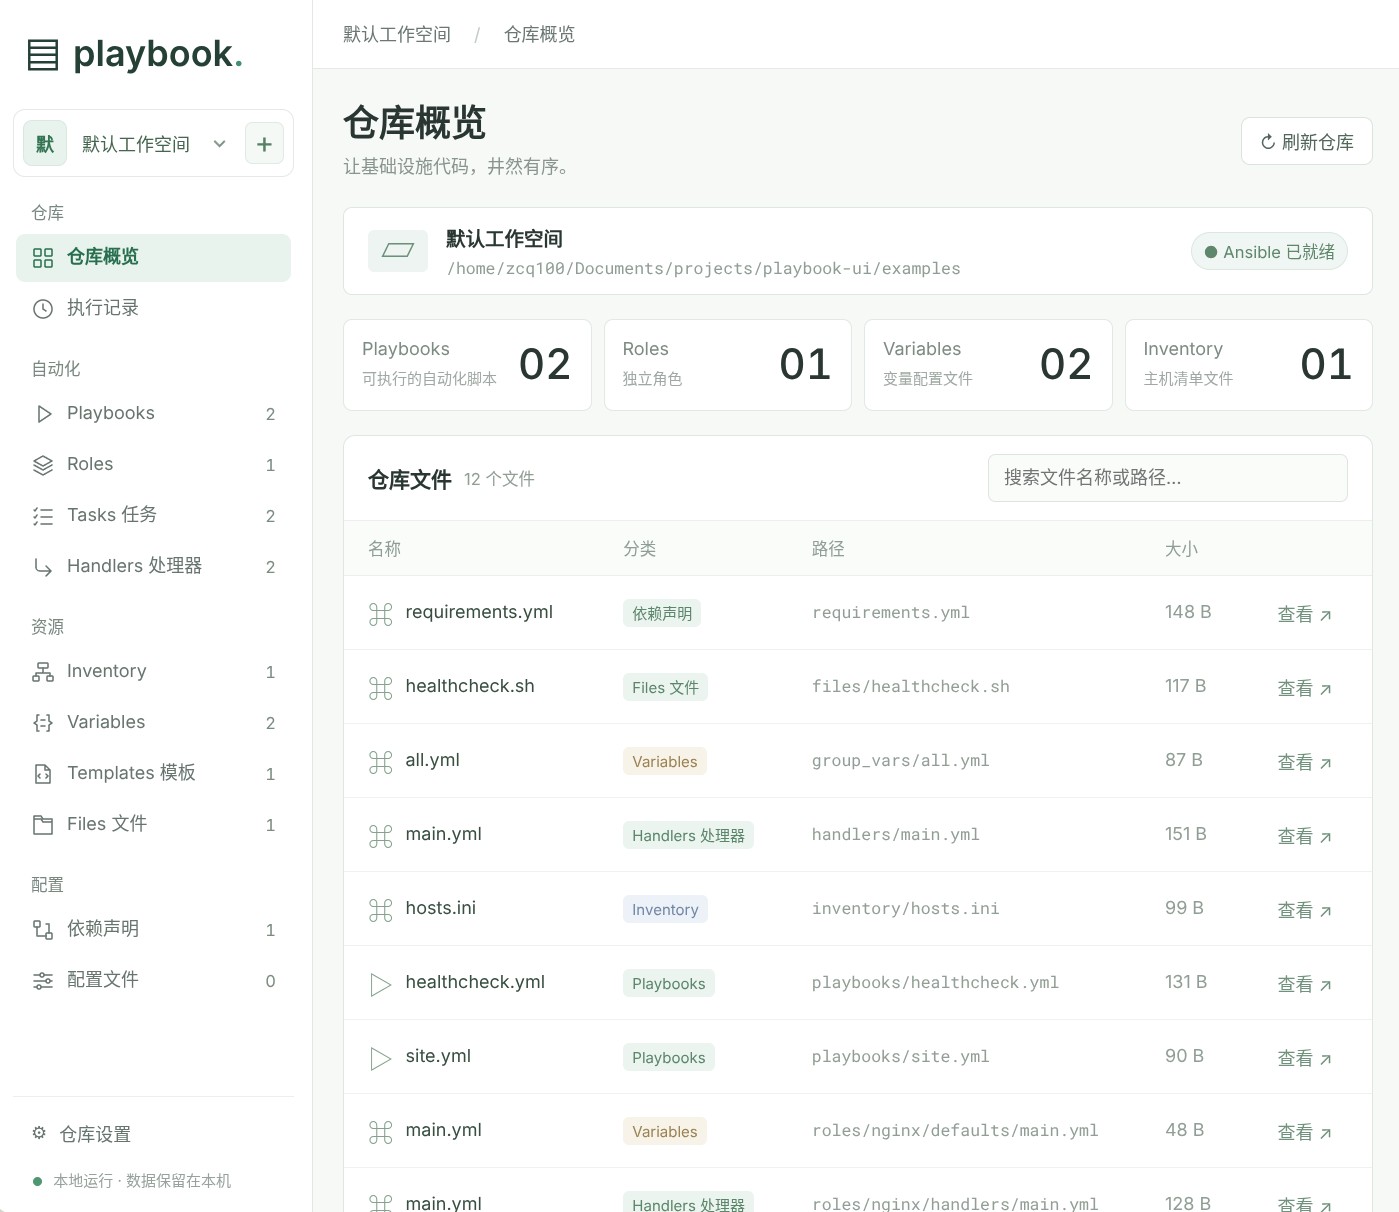 playbook.
默 默认工作空间 +
仓库
仓库概览
执行记录
自动化
Playbooks 2
Roles 1
Tasks 任务 2
Handlers 处理器 2
资源
Inventory 1
Variables 2
Templates 模板 1
Files 文件 1
配置
依赖声明 1
配置文件 0
仓库设置
本地运行 · 数据保留在本机
默认工作空间 / 仓库概览
仓库概览
让基础设施代码，井然有序。
刷新仓库
默认工作空间
/home/zcq100/Documents/projects/playbook-ui/examples
Ansible 已就绪
Playbooks
可执行的自动化脚本
02
Roles
独立角色
01
Variables
变量配置文件
02
Inventory
主机清单文件
01
仓库文件 12 个文件
搜索文件名称或路径...
名称 分类 路径 大小
requirements.yml 依赖声明 requirements.yml 148 B 查看 ↗
healthcheck.sh Files 文件 files/healthcheck.sh 117 B 查看 ↗
all.yml Variables group_vars/all.yml 87 B 查看 ↗
main.yml Handlers 处理器 handlers/main.yml 151 B 查看 ↗
hosts.ini Inventory inventory/hosts.ini 99 B 查看 ↗
healthcheck.yml Playbooks playbooks/healthcheck.yml 131 B 查看 ↗
site.yml Playbooks playbooks/site.yml 90 B 查看 ↗
main.yml Variables roles/nginx/defaults/main.yml 48 B 查看 ↗
main.yml Handlers 处理器 roles/nginx/handlers/main.yml 128 B 查看 ↗